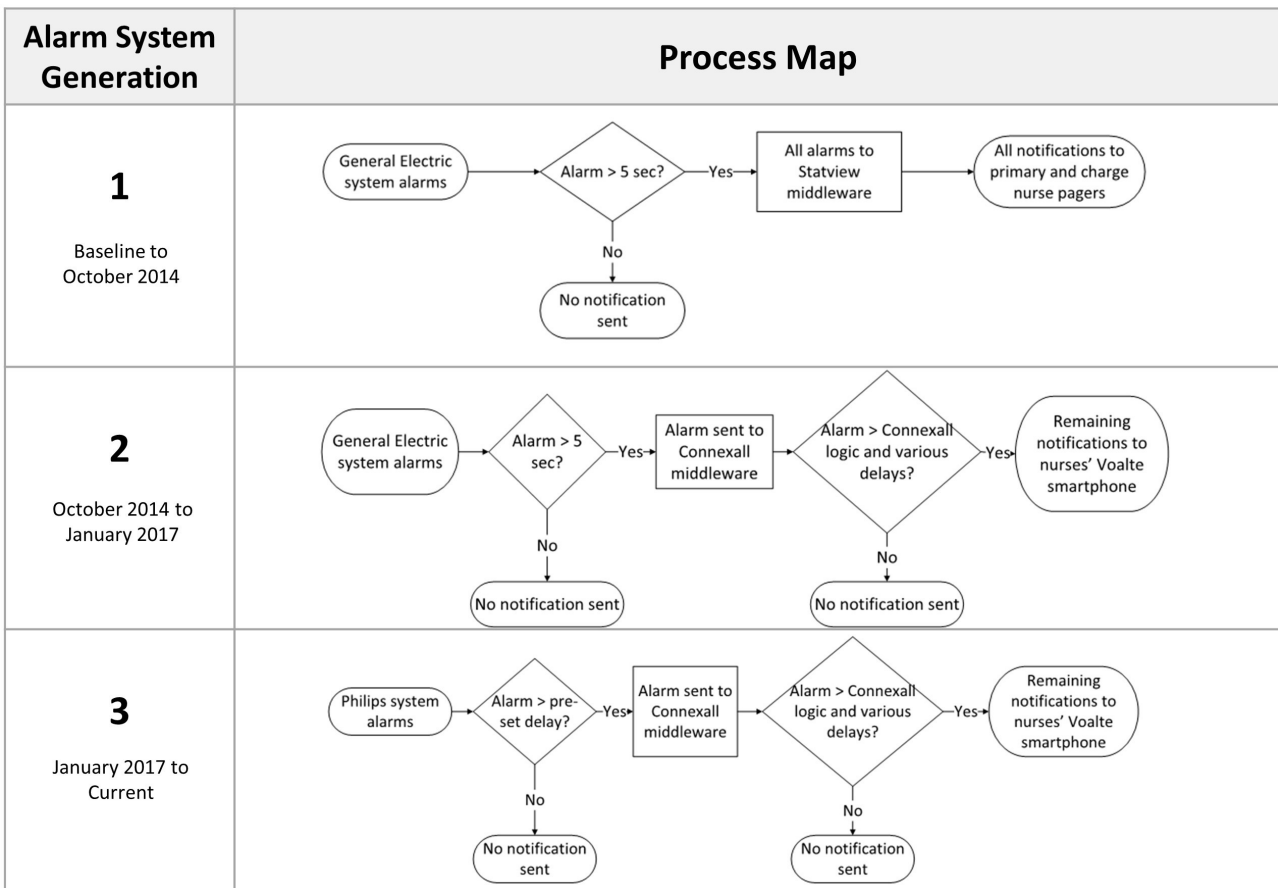 Alarm System
Generation
Process Map
1
Baseline to
October 2014
General Electric
system alarms
Alarm > 5 sec?
Yes
All alarms to
Statview
middleware
All notifications to
primary and charge
nurse pagers
No
No notification
sent
2
October 2014 to
January 2017
General Electric
system alarms
Alarm > 5
sec?
Yes
Alarm sent to
Connexall
middleware
Alarm > Connexall
logic and various
delays?
Yes
Remaining
notifications to
nurses' Voalte
smartphone
No
No notification sent
No
No notification sent
3
January 2017 to
Current
Philips system
alarms
Alarm > pre-
set delay?
Yes
Alarm sent to
Connexall
middleware
Alarm > Connexall
logic and various
delays?
Yes
Remaining
notifications to
nurses' Voalte
smartphone
No
No notification
sent
No
No notification
sent